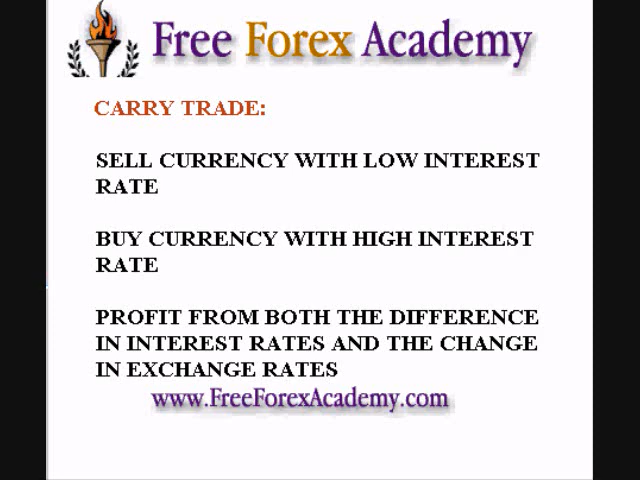 Free Forex Academy
CARRY TRADE:
SELL CURRENCY WITH LOW INTEREST
RATE
BUY CURRENCY WITH HIGH INTEREST
RATE
PROFIT FROM BOTH THE DIFFERENCE
IN INTEREST RATES AND THE CHANGE
IN EXCHANGE RATES
www.FreeForexAcademy.com